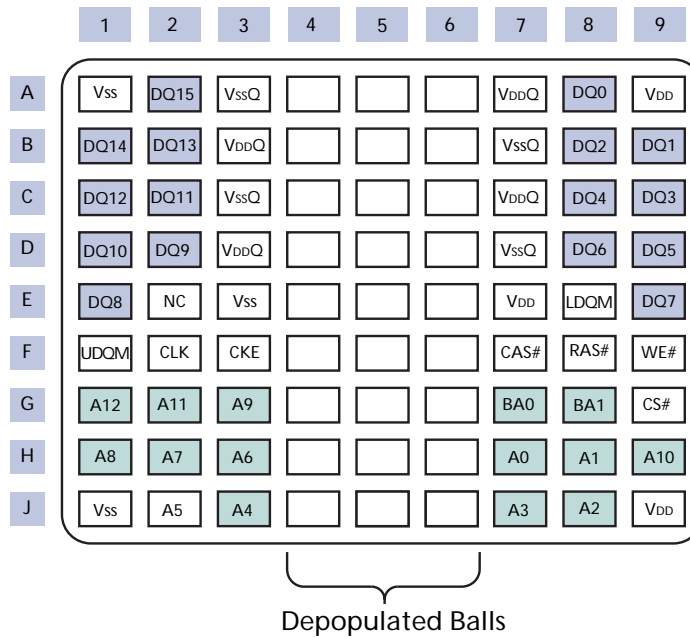 1 2 3 4 5 6 7 8 9
A Vss DQ15 VssQ VDDQ DQ0 VDD
B DQ14 DQ13 VDDQ VssQ DQ2 DQ1
C DQ12 DQ11 VssQ VDDQ DQ4 DQ3
D DQ10 DQ9 VDDQ VssQ DQ6 DQ5
E DQ8 NC Vss VDD LDQM DQ7
F UDQM CLK CKE CAS# RAS# WE#
G A12 A11 A9 BA0 BA1 CS#
H A8 A7 A6 A0 A1 A10
J Vss A5 A4 A3 A2 VDD
Depopulated Balls